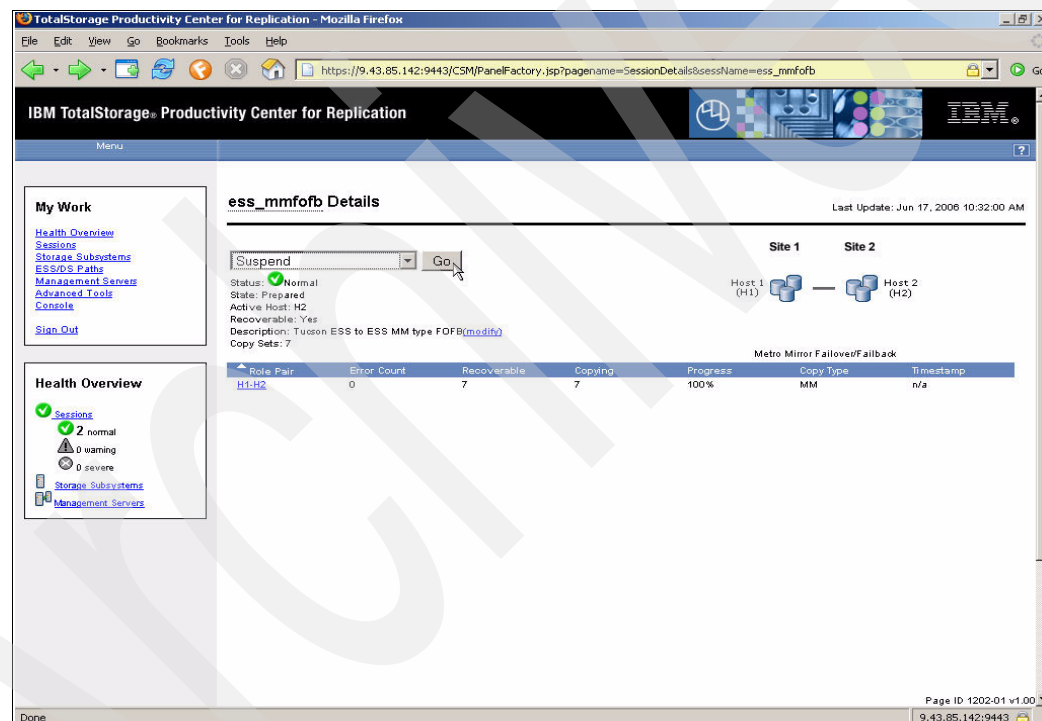 TotalStorage Productivity Center for Replication - Mozilla Firefox
File Edit View Go Bookmarks Tools Help
https://9.43.85.142:9443/CSM/PanelFactory.jsp?pagename=SessionDetails&sessName=ess_mmfofb
IBM TotalStorage® Productivity Center for Replication
IBM®
Menu
?
My Work
Health Overview
Sessions
Storage Subsystems
ESS/DS Paths
Management Servers
Advanced Tools
Console
Sign Out
Health Overview
Sessions
2 normal
0 warning
0 severe
Storage Subsystems
Management Servers
ess_mmfofb Details
Last Update: Jun 17, 2006 10:32:00 AM
Suspend Go
Status: Normal
State: Prepared
Active Host: H2
Recoverable: Yes
Description: Tucson ESS to ESS MM type FOFB(modify)
Copy Sets: 7
Site 1 Site 2
Host 1 (H1)
Host 2 (H2)
Metro Mirror Failover/Failback
Role Pair Error Count Recoverable Copying Progress Copy Type Timestamp
H1-H2 0 7 7 100% MM n/a
Page ID 1202-01 v1.00
Done
9.43.85.142:9443